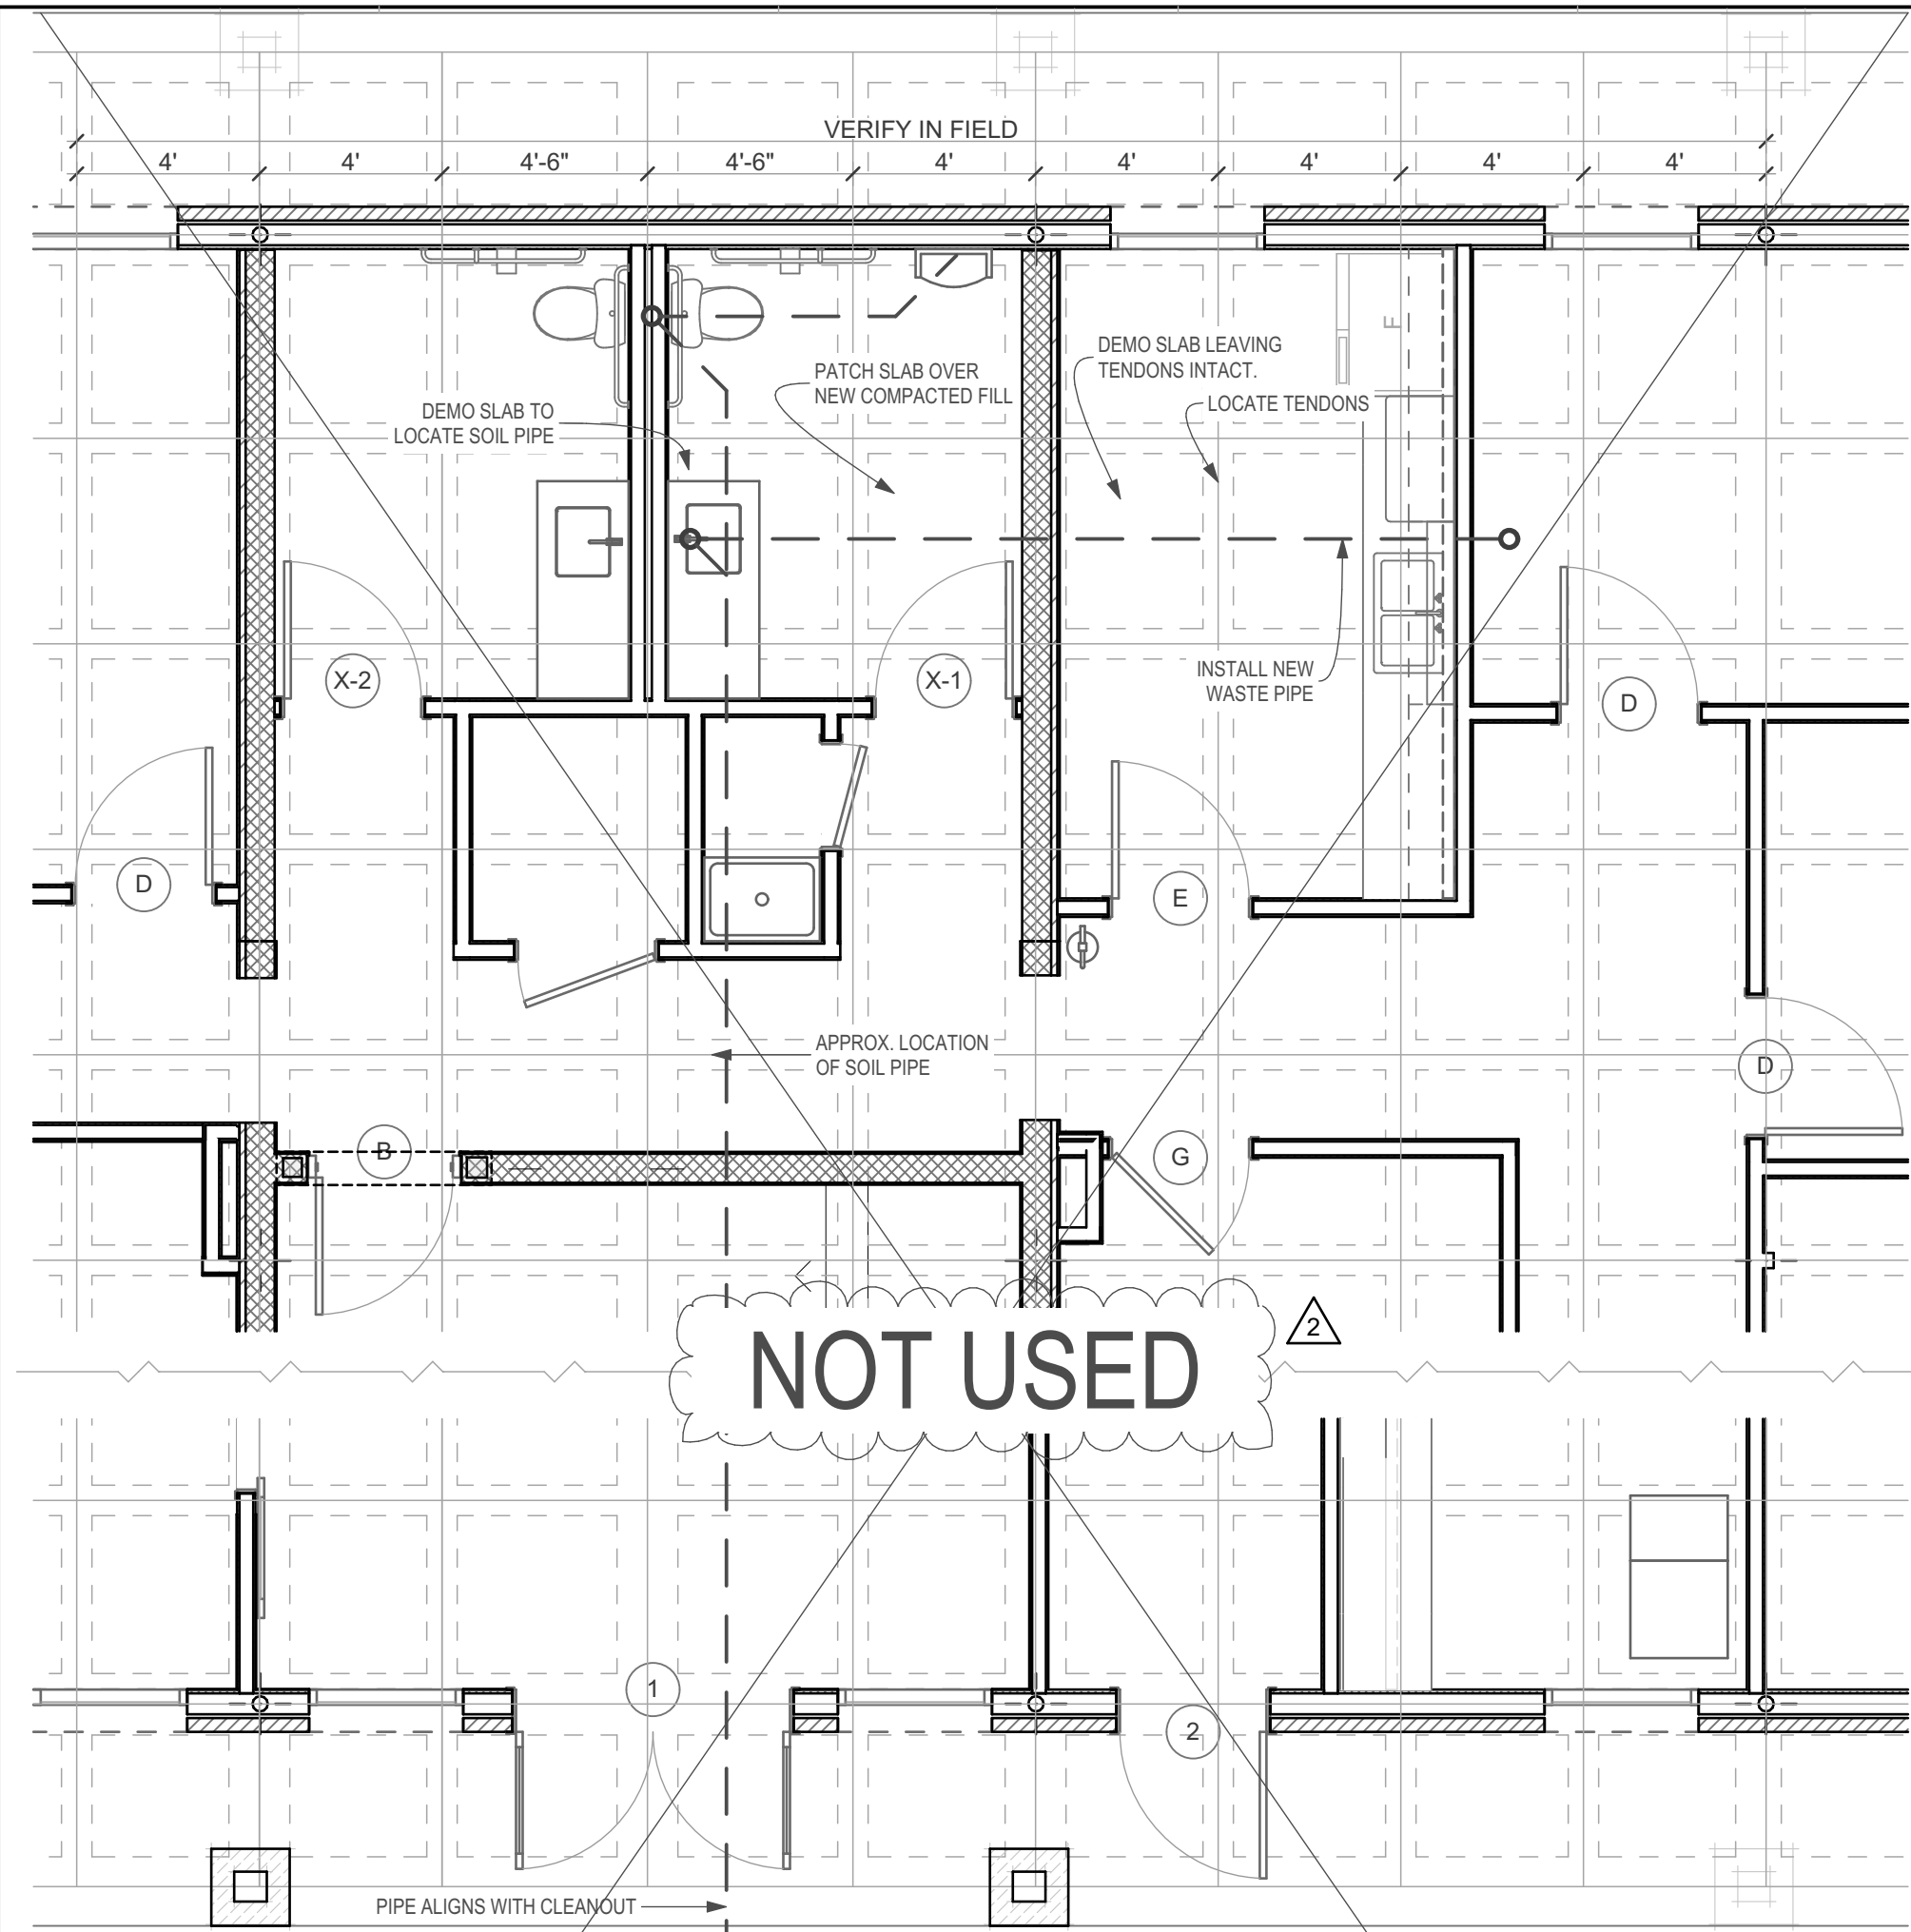 VERIFY IN FIELD
4' 4' 4'-6" 4'-6" 4' 4' 4' 4' 4'
F
DEMO SLAB LEAVING
TENDONS INTACT.
PATCH SLAB OVER
NEW COMPACTED FILL
LOCATE TENDONS
DEMO SLAB TO
LOCATE SOIL PIPE
INSTALL NEW
WASTE PIPE
X-2
X-1
D
D
E
APPROX. LOCATION
OF SOIL PIPE
D
B
G
2
NOT USED
1
2
PIPE ALIGNS WITH CLEANOUT